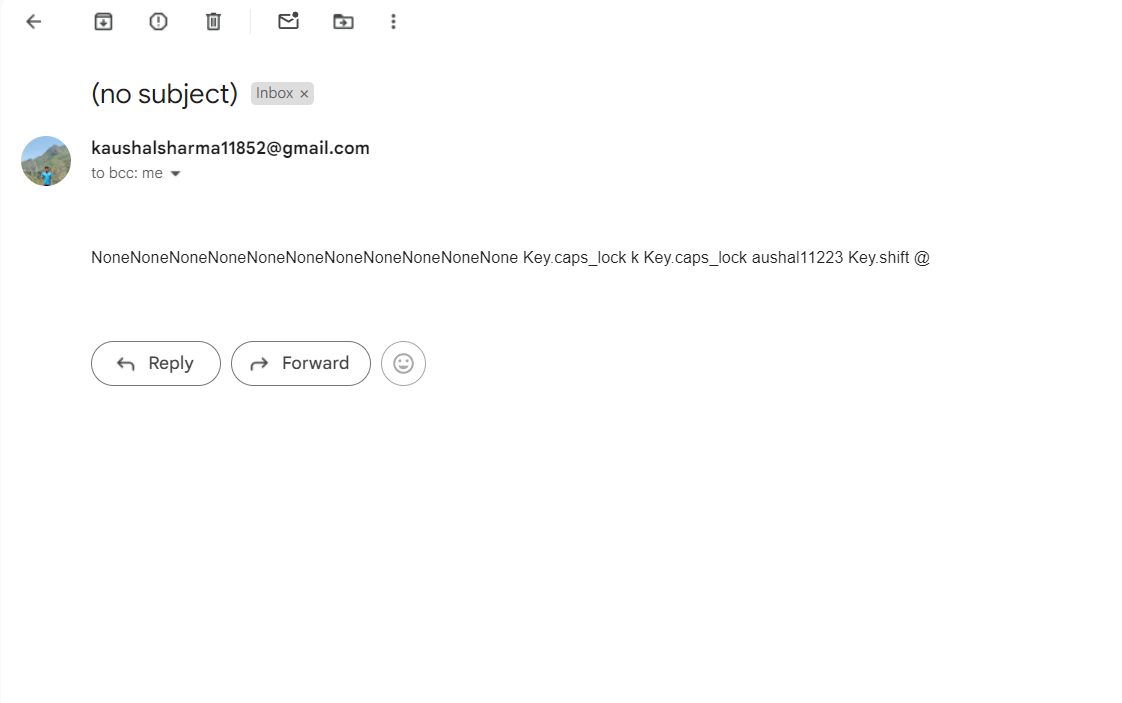 (no subject) Inbox ×
kaushalsharma11852@gmail.com
to bcc: me
NoneNoneNoneNoneNoneNoneNoneNoneNoneNoneNone Key.caps_lock k Key.caps_lock aushal11223 Key.shift @
Reply Forward